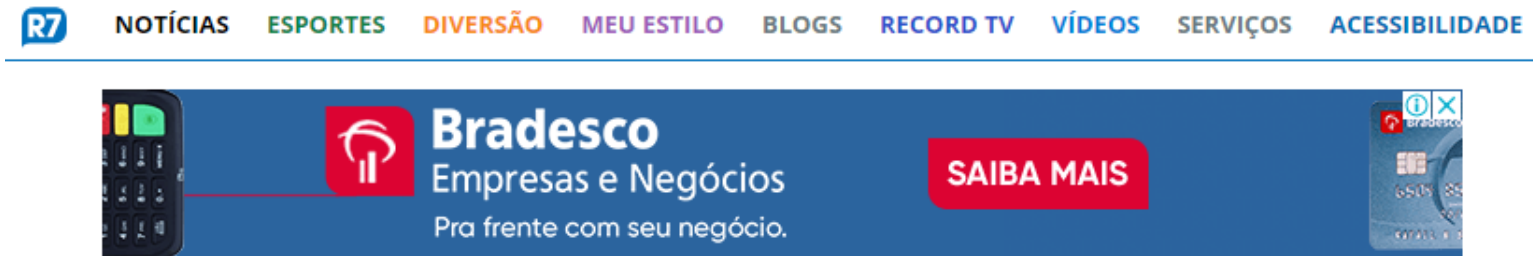 R7 NOTÍCIAS ESPORTES DIVERSÃO MEU ESTILO BLOGS RECORD TV VÍDEOS SERVIÇOS ACESSIBILIDADE
Bradesco
Empresas e Negócios
Pra frente com seu negócio.
SAIBA MAIS
Bradesco